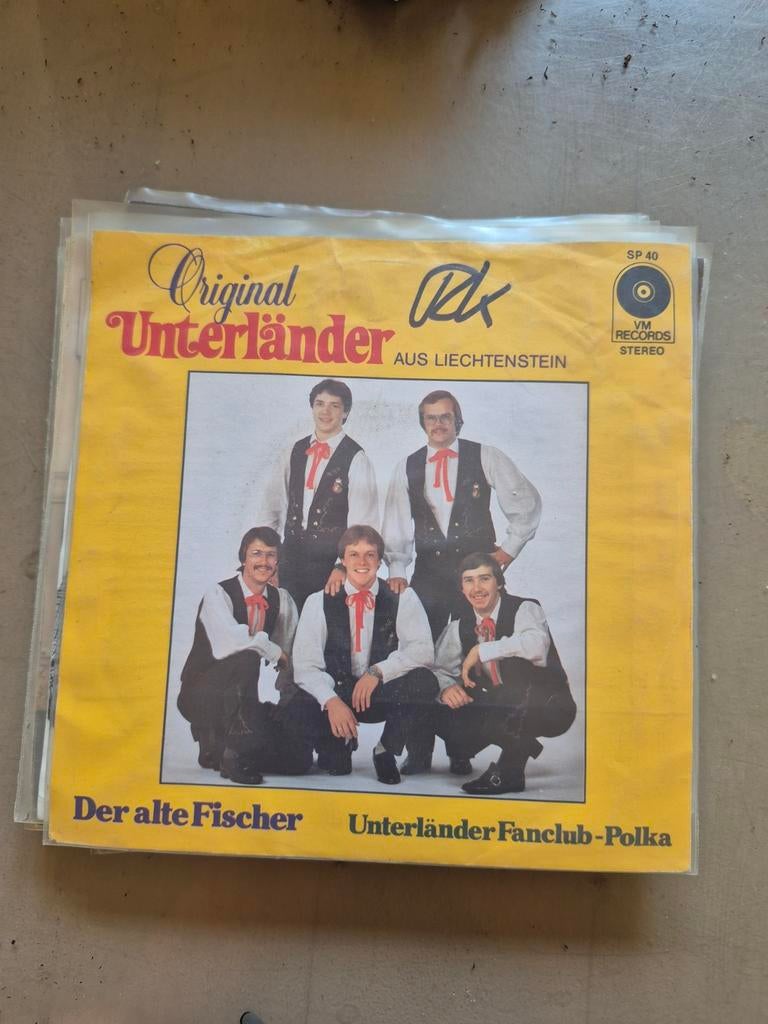 Original
Unterländer
AUS LIECHTENSTEIN
SP 40
VM
RECORDS
STEREO
Der alte Fischer
Unterländer Fanclub-Polka